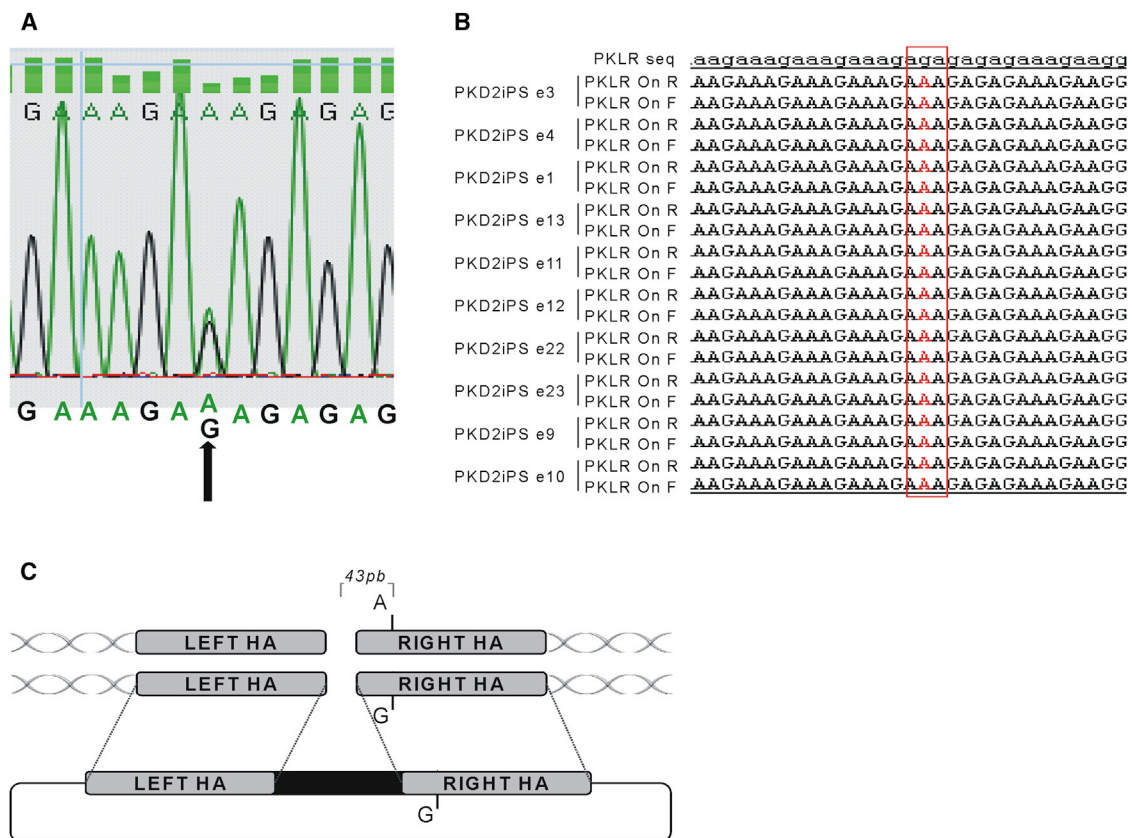 A
G A A A G A A A G A G A G
G A A A G A A A G A G A G
G
B
PKLR seq aagaaagaaagaaagagagagagaaagaagg
PKD2iPS e3
PKLR On R AAGAAAGAAAGAAAGAAAGAGAGAAAGAAGG
PKLR On F AAGAAAGAAAGAAAGAAAGAGAGAAAGAAGG
PKD2iPS e4
PKLR On R AAGAAAGAAAGAAAGAAAGAGAGAAAGAAGG
PKLR On F AAGAAAGAAAGAAAGAAAGAGAGAAAGAAGG
PKD2iPS e1
PKLR On R AAGAAAGAAAGAAAGAAAGAGAGAAAGAAGG
PKLR On F AAGAAAGAAAGAAAGAAAGAGAGAAAGAAGG
PKD2iPS e13
PKLR On R AAGAAAGAAAGAAAGAAAGAGAGAAAGAAGG
PKLR On F AAGAAAGAAAGAAAGAAAGAGAGAAAGAAGG
PKD2iPS e11
PKLR On R AAGAAAGAAAGAAAGAAAGAGAGAAAGAAGG
PKLR On F AAGAAAGAAAGAAAGAAAGAGAGAAAGAAGG
PKD2iPS e12
PKLR On R AAGAAAGAAAGAAAGAAAGAGAGAAAGAAGG
PKLR On F AAGAAAGAAAGAAAGAAAGAGAGAAAGAAGG
PKD2iPS e22
PKLR On R AAGAAAGAAAGAAAGAAAGAGAGAAAGAAGG
PKLR On F AAGAAAGAAAGAAAGAAAGAGAGAAAGAAGG
PKD2iPS e23
PKLR On R AAGAAAGAAAGAAAGAAAGAGAGAAAGAAGG
PKLR On F AAGAAAGAAAGAAAGAAAGAGAGAAAGAAGG
PKD2iPS e9
PKLR On R AAGAAAGAAAGAAAGAAAGAGAGAAAGAAGG
PKLR On F AAGAAAGAAAGAAAGAAAGAGAGAAAGAAGG
PKD2iPS e10
PKLR On R AAGAAAGAAAGAAAGAAAGAGAGAAAGAAGG
PKLR On F AAGAAAGAAAGAAAGAAAGAGAGAAAGAAGG
C
43pb
A
LEFT HA RIGHT HA
LEFT HA RIGHT HA
G
LEFT HA RIGHT HA
G